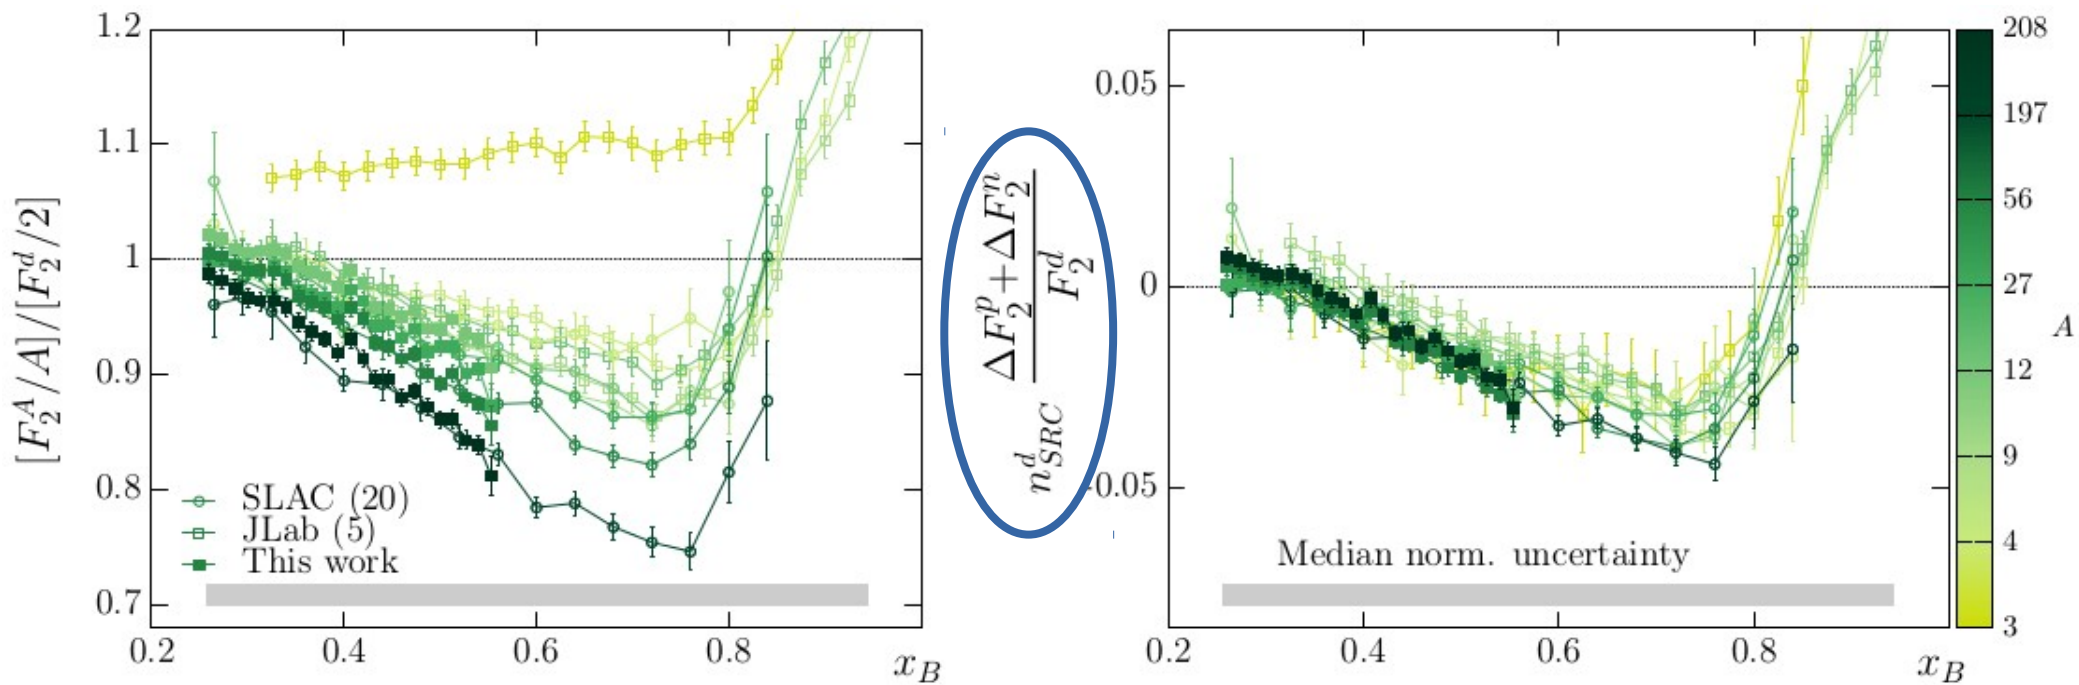 [F_2^A/A]/[F_2^d/2]
1.2
1.1
1
0.9
0.8
0.7
SLAC (20)
JLab (5)
This work
0.2 0.4 0.6 0.8
x_B
n_{SRC}^d \frac{ΔF_2^p+ΔF_2^n}{F_2^d}
0.05
0
0.05
Median norm. uncertainty
0.2 0.4 0.6 0.8
x_B
208
197
56
27
12
9
4
3
A